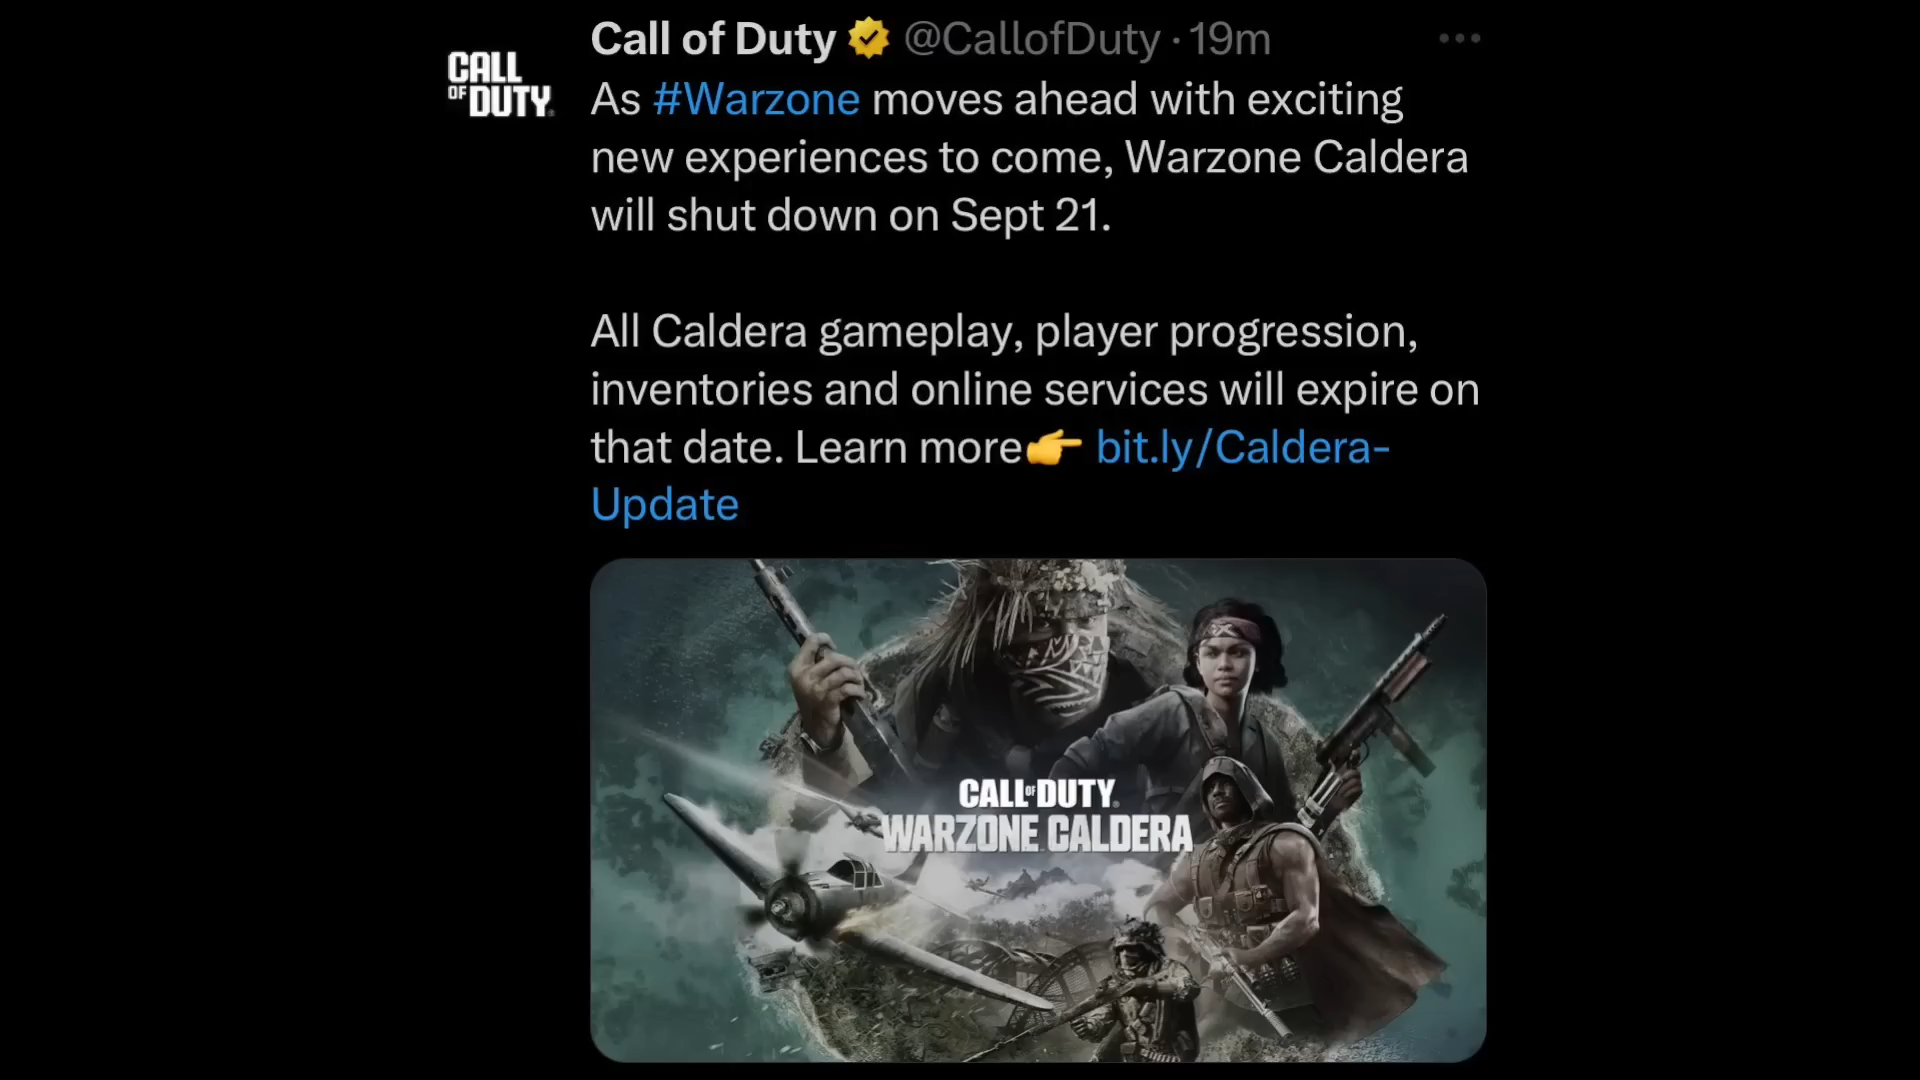 CALL
OF DUTY
Call of Duty @CallofDuty · 19m
As #Warzone moves ahead with exciting
new experiences to come, Warzone Caldera
will shut down on Sept 21.
All Caldera gameplay, player progression,
inventories and online services will expire on
that date. Learn more👉 bit.ly/Caldera-
Update
CALL OF DUTY
WARZONE CALDERA